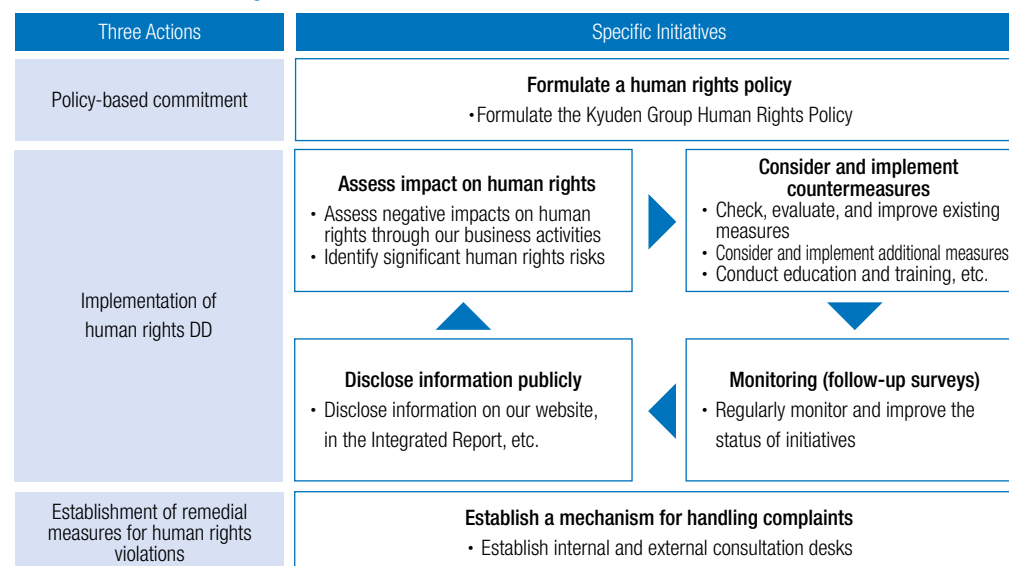 Three Actions
Specific Initiatives
Policy-based commitment
Formulate a human rights policy
・Formulate the Kyuden Group Human Rights Policy
Implementation of
human rights DD
Assess impact on human rights
・ Assess negative impacts on human
rights through our business activities
・ Identify significant human rights risks
Consider and implement
countermeasures
・ Check, evaluate, and improve existing
measures
・ Consider and implement additional measures
・ Conduct education and training, etc.
Disclose information publicly
・ Disclose information on our website,
in the Integrated Report, etc.
Monitoring (follow-up surveys)
・ Regularly monitor and improve the
status of initiatives
Establishment of remedial
measures for human rights
violations
Establish a mechanism for handling complaints
・ Establish internal and external consultation desks